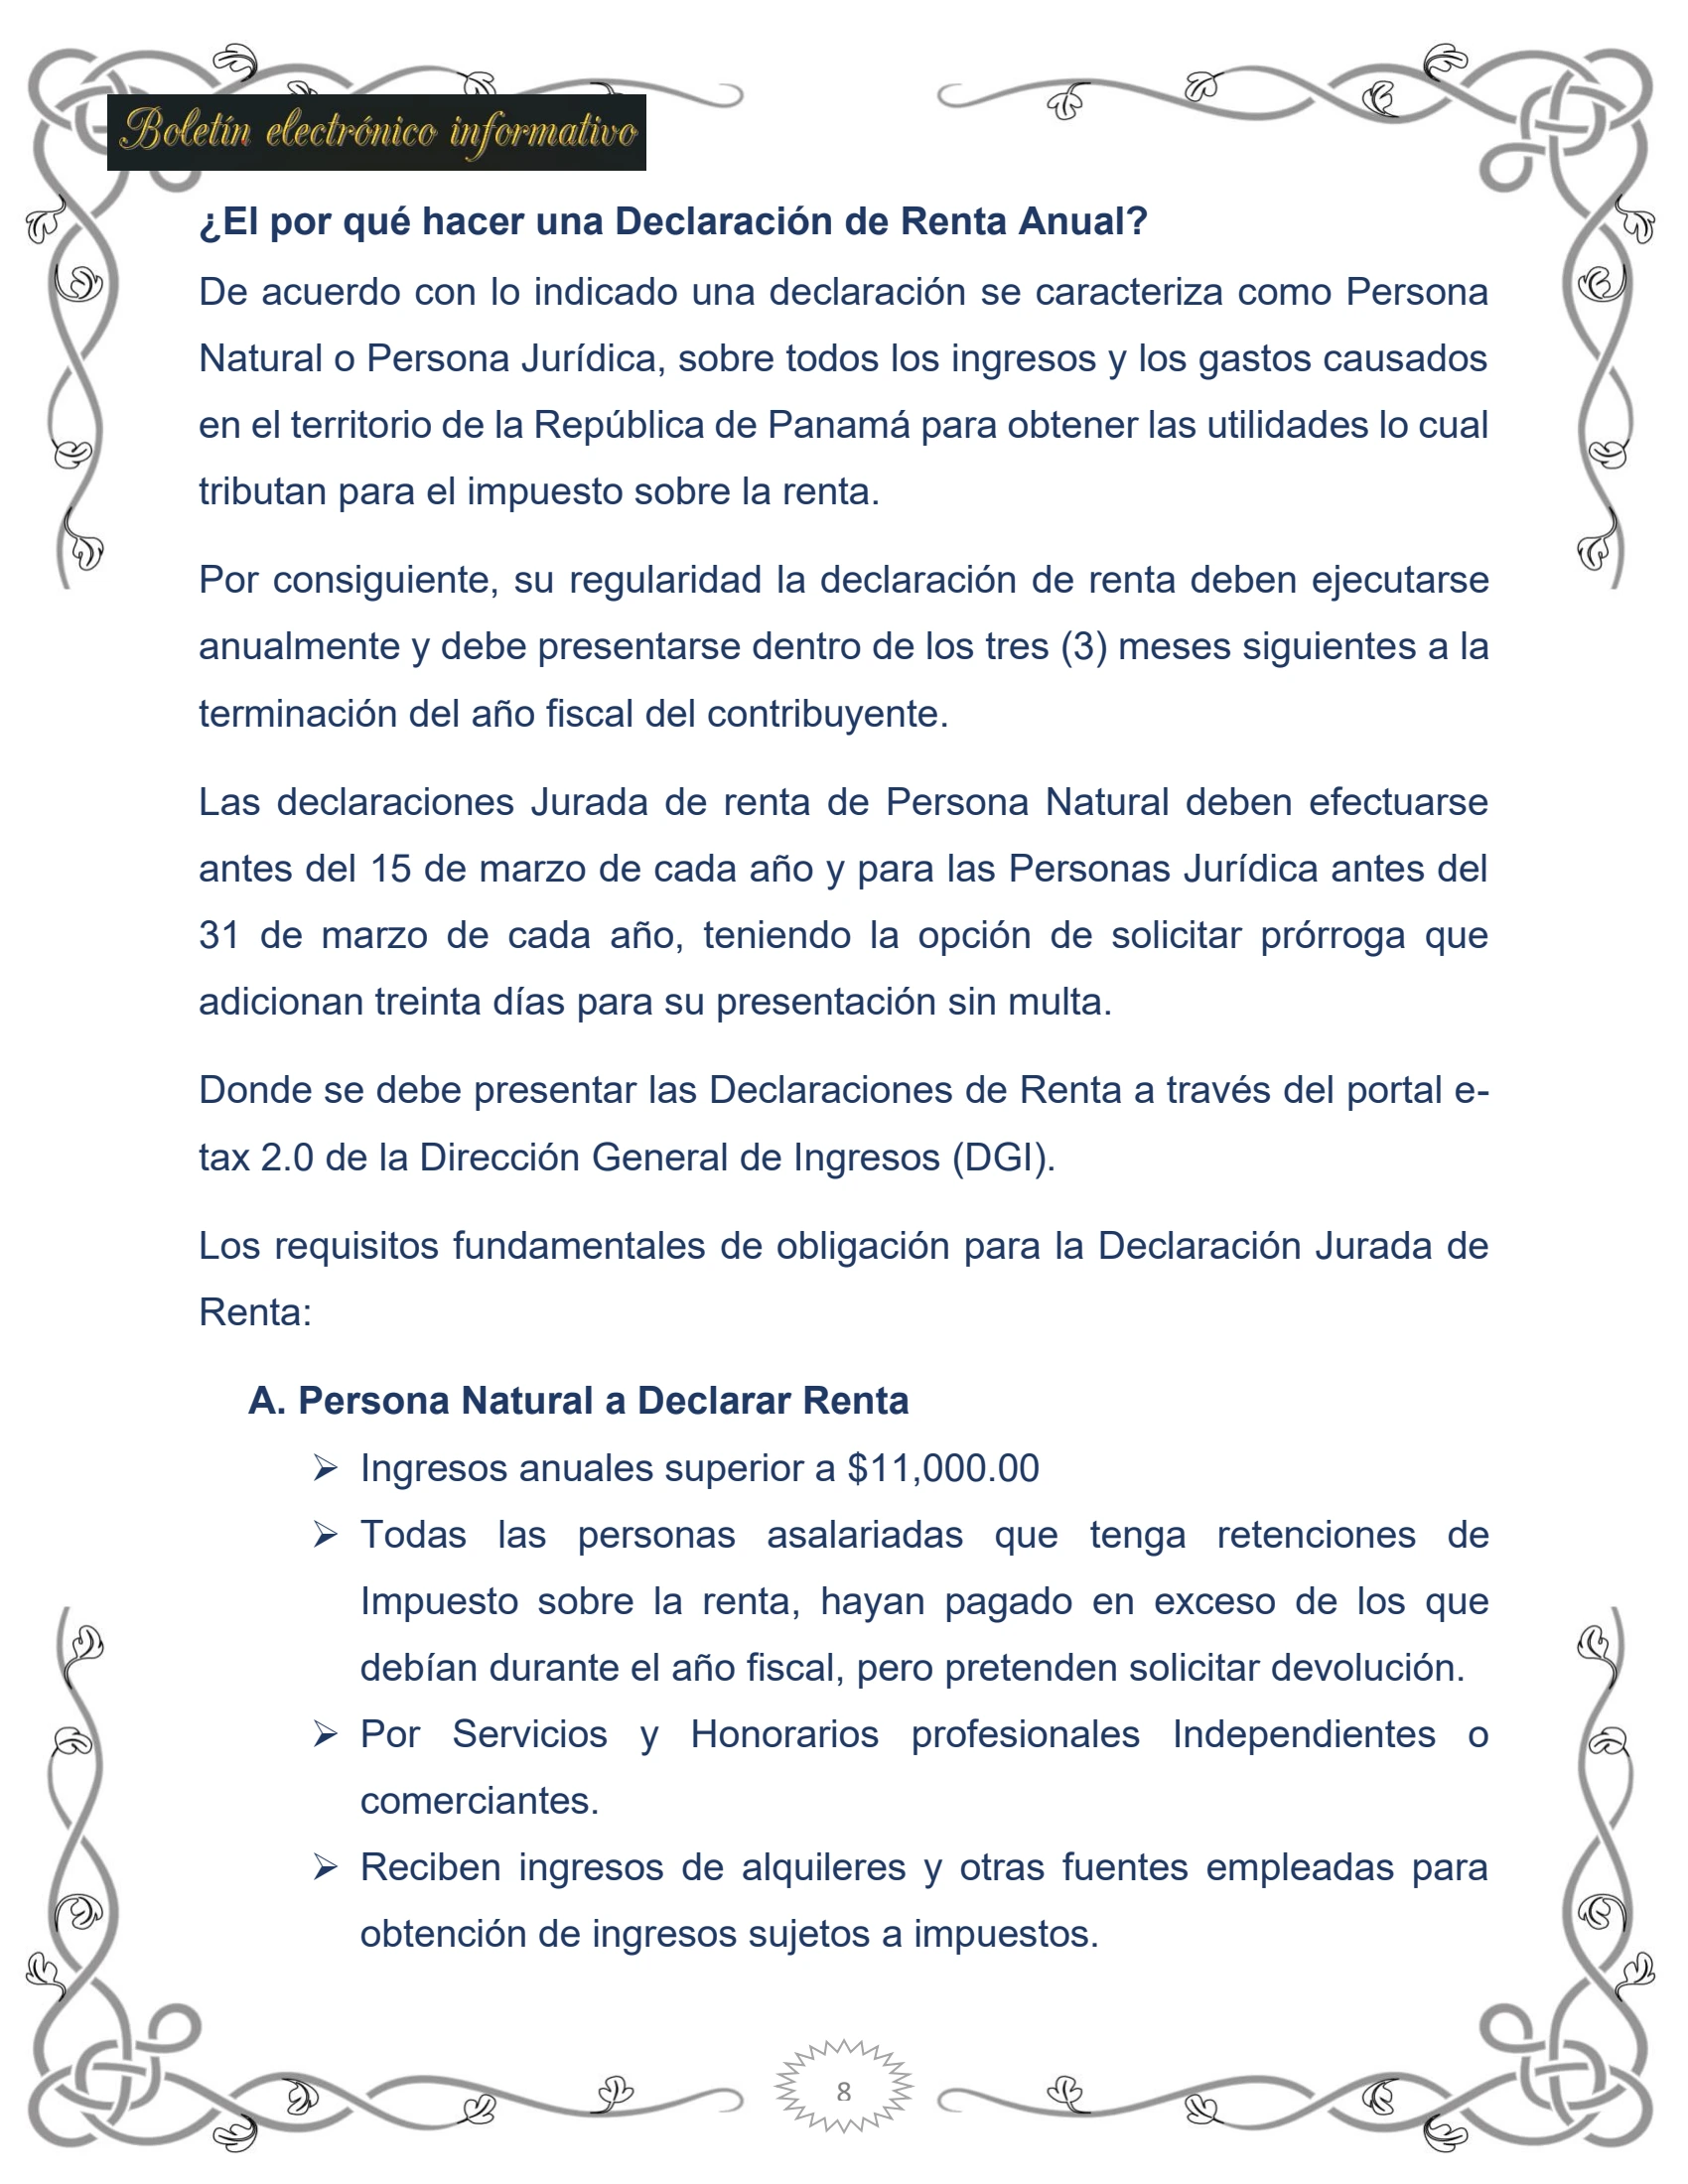 Boletín electrónico informativo
¿El por qué hacer una Declaración de Renta Anual?
De acuerdo con lo indicado una declaración se caracteriza como Persona
Natural o Persona Jurídica, sobre todos los ingresos y los gastos causados
en el territorio de la República de Panamá para obtener las utilidades lo cual
tributan para el impuesto sobre la renta.
Por consiguiente, su regularidad la declaración de renta deben ejecutarse
anualmente y debe presentarse dentro de los tres (3) meses siguientes a la
terminación del año fiscal del contribuyente.
Las declaraciones Jurada de renta de Persona Natural deben efectuarse
antes del 15 de marzo de cada año y para las Personas Jurídica antes del
31 de marzo de cada año, teniendo la opción de solicitar prórroga que
adicionan treinta días para su presentación sin multa.
Donde se debe presentar las Declaraciones de Renta a través del portal e-
tax 2.0 de la Dirección General de Ingresos (DGI).
Los requisitos fundamentales de obligación para la Declaración Jurada de
Renta:
A. Persona Natural a Declarar Renta
➢ Ingresos anuales superior a $11,000.00
➢ Todas las personas asalariadas que tenga retenciones de
Impuesto sobre la renta, hayan pagado en exceso de los que
debían durante el año fiscal, pero pretenden solicitar devolución.
➢ Por Servicios y Honorarios profesionales Independientes o
comerciantes.
➢ Reciben ingresos de alquileres y otras fuentes empleadas para
obtención de ingresos sujetos a impuestos.
8